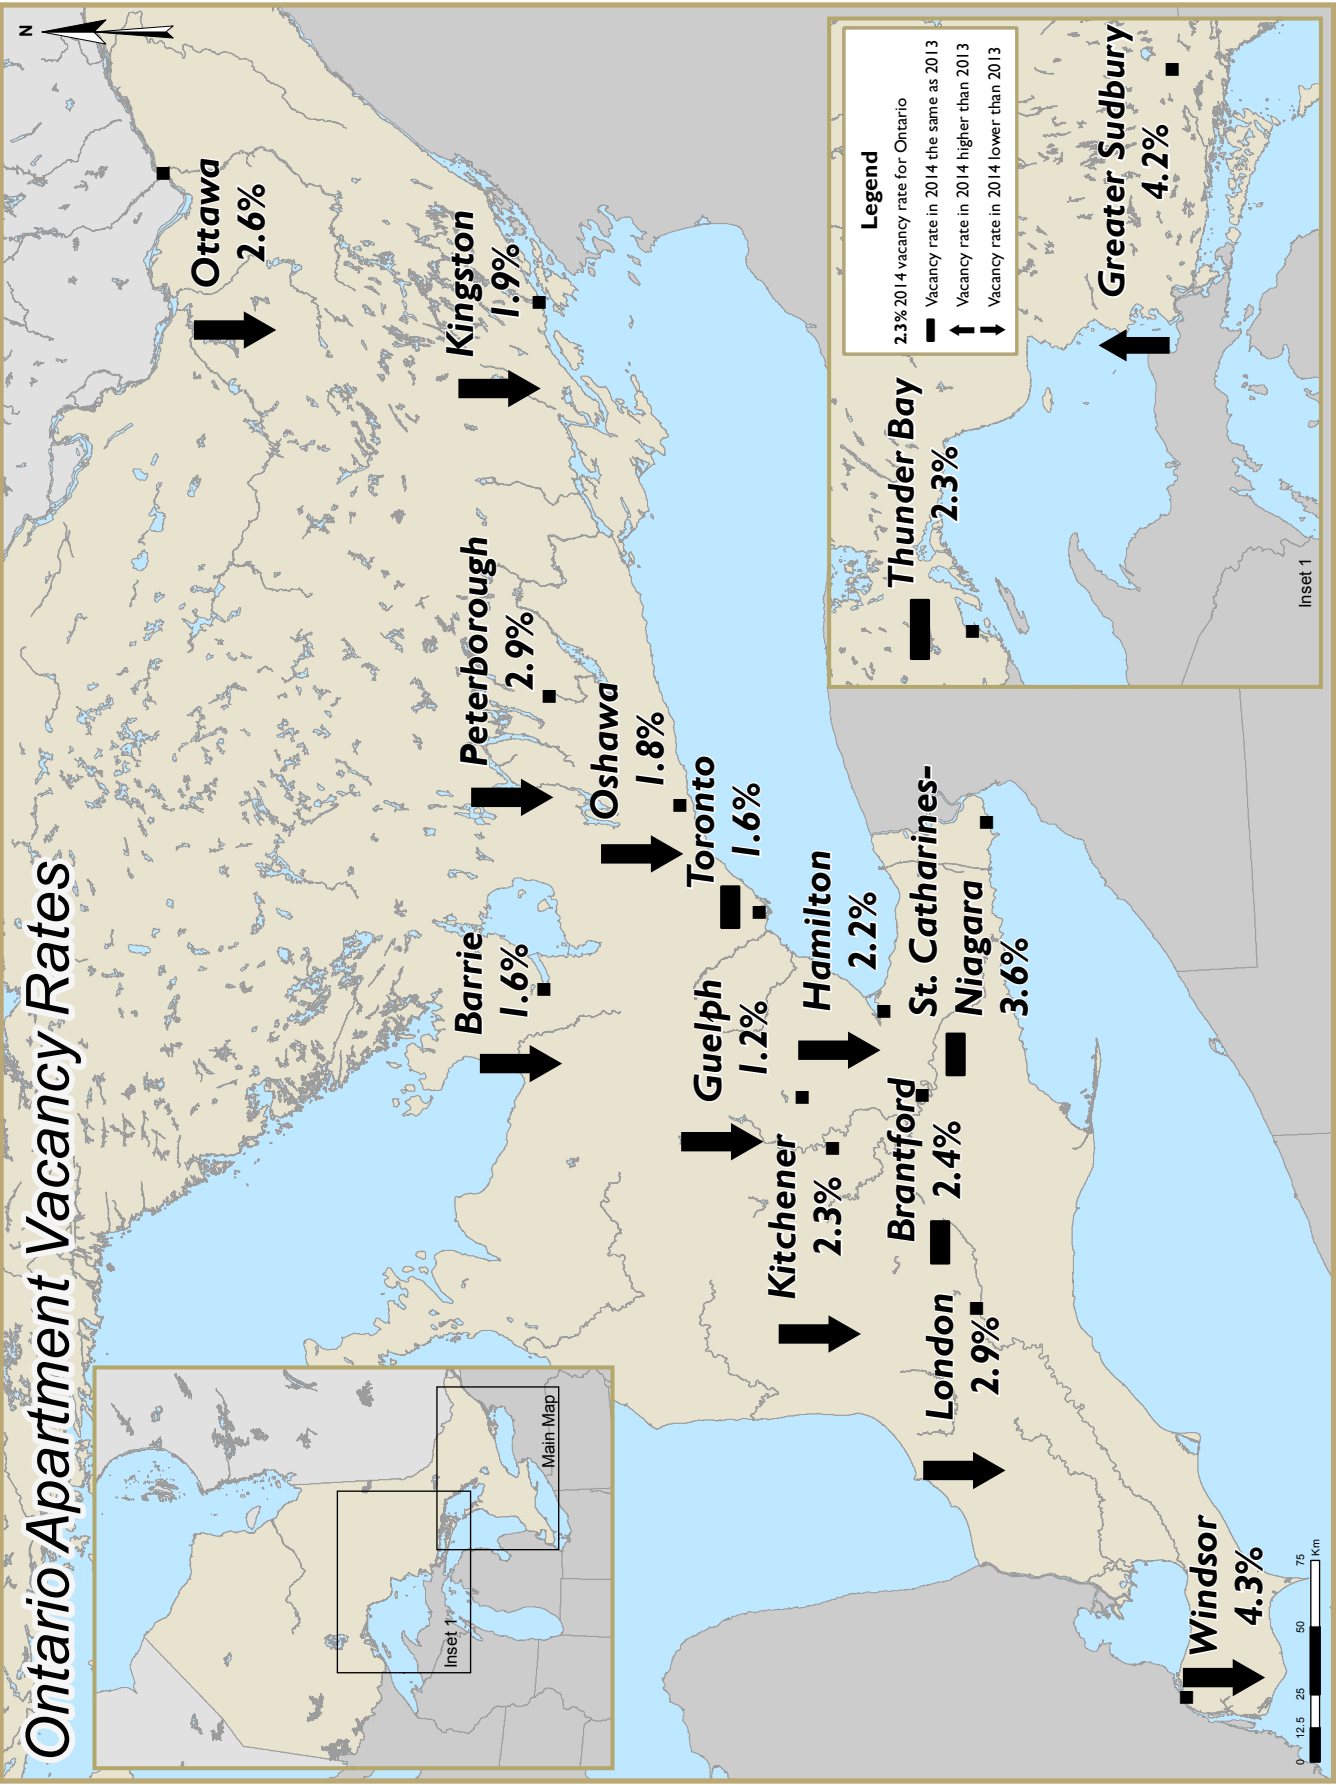 Ontario Apartment Vacancy Rates
N
Ottawa
2.6%
Kingston
1.9%
Peterborough
2.9%
Oshawa
1.8%
Toronto
1.6%
Barrie
1.6%
Guelph
1.2%
Hamilton
2.2%
St. Catharines-
Niagara
3.6%
Kitchener
2.3%
Brantford
2.4%
London
2.9%
Windsor
4.3%
Main Map
Inset 1
0 12.5 25 50 75
Km
Legend
2.3% 2014 vacancy rate for Ontario
Vacancy rate in 2014 the same as 2013
Vacancy rate in 2014 higher than 2013
Vacancy rate in 2014 lower than 2013
Thunder Bay
2.3%
Greater Sudbury
4.2%
Inset 1